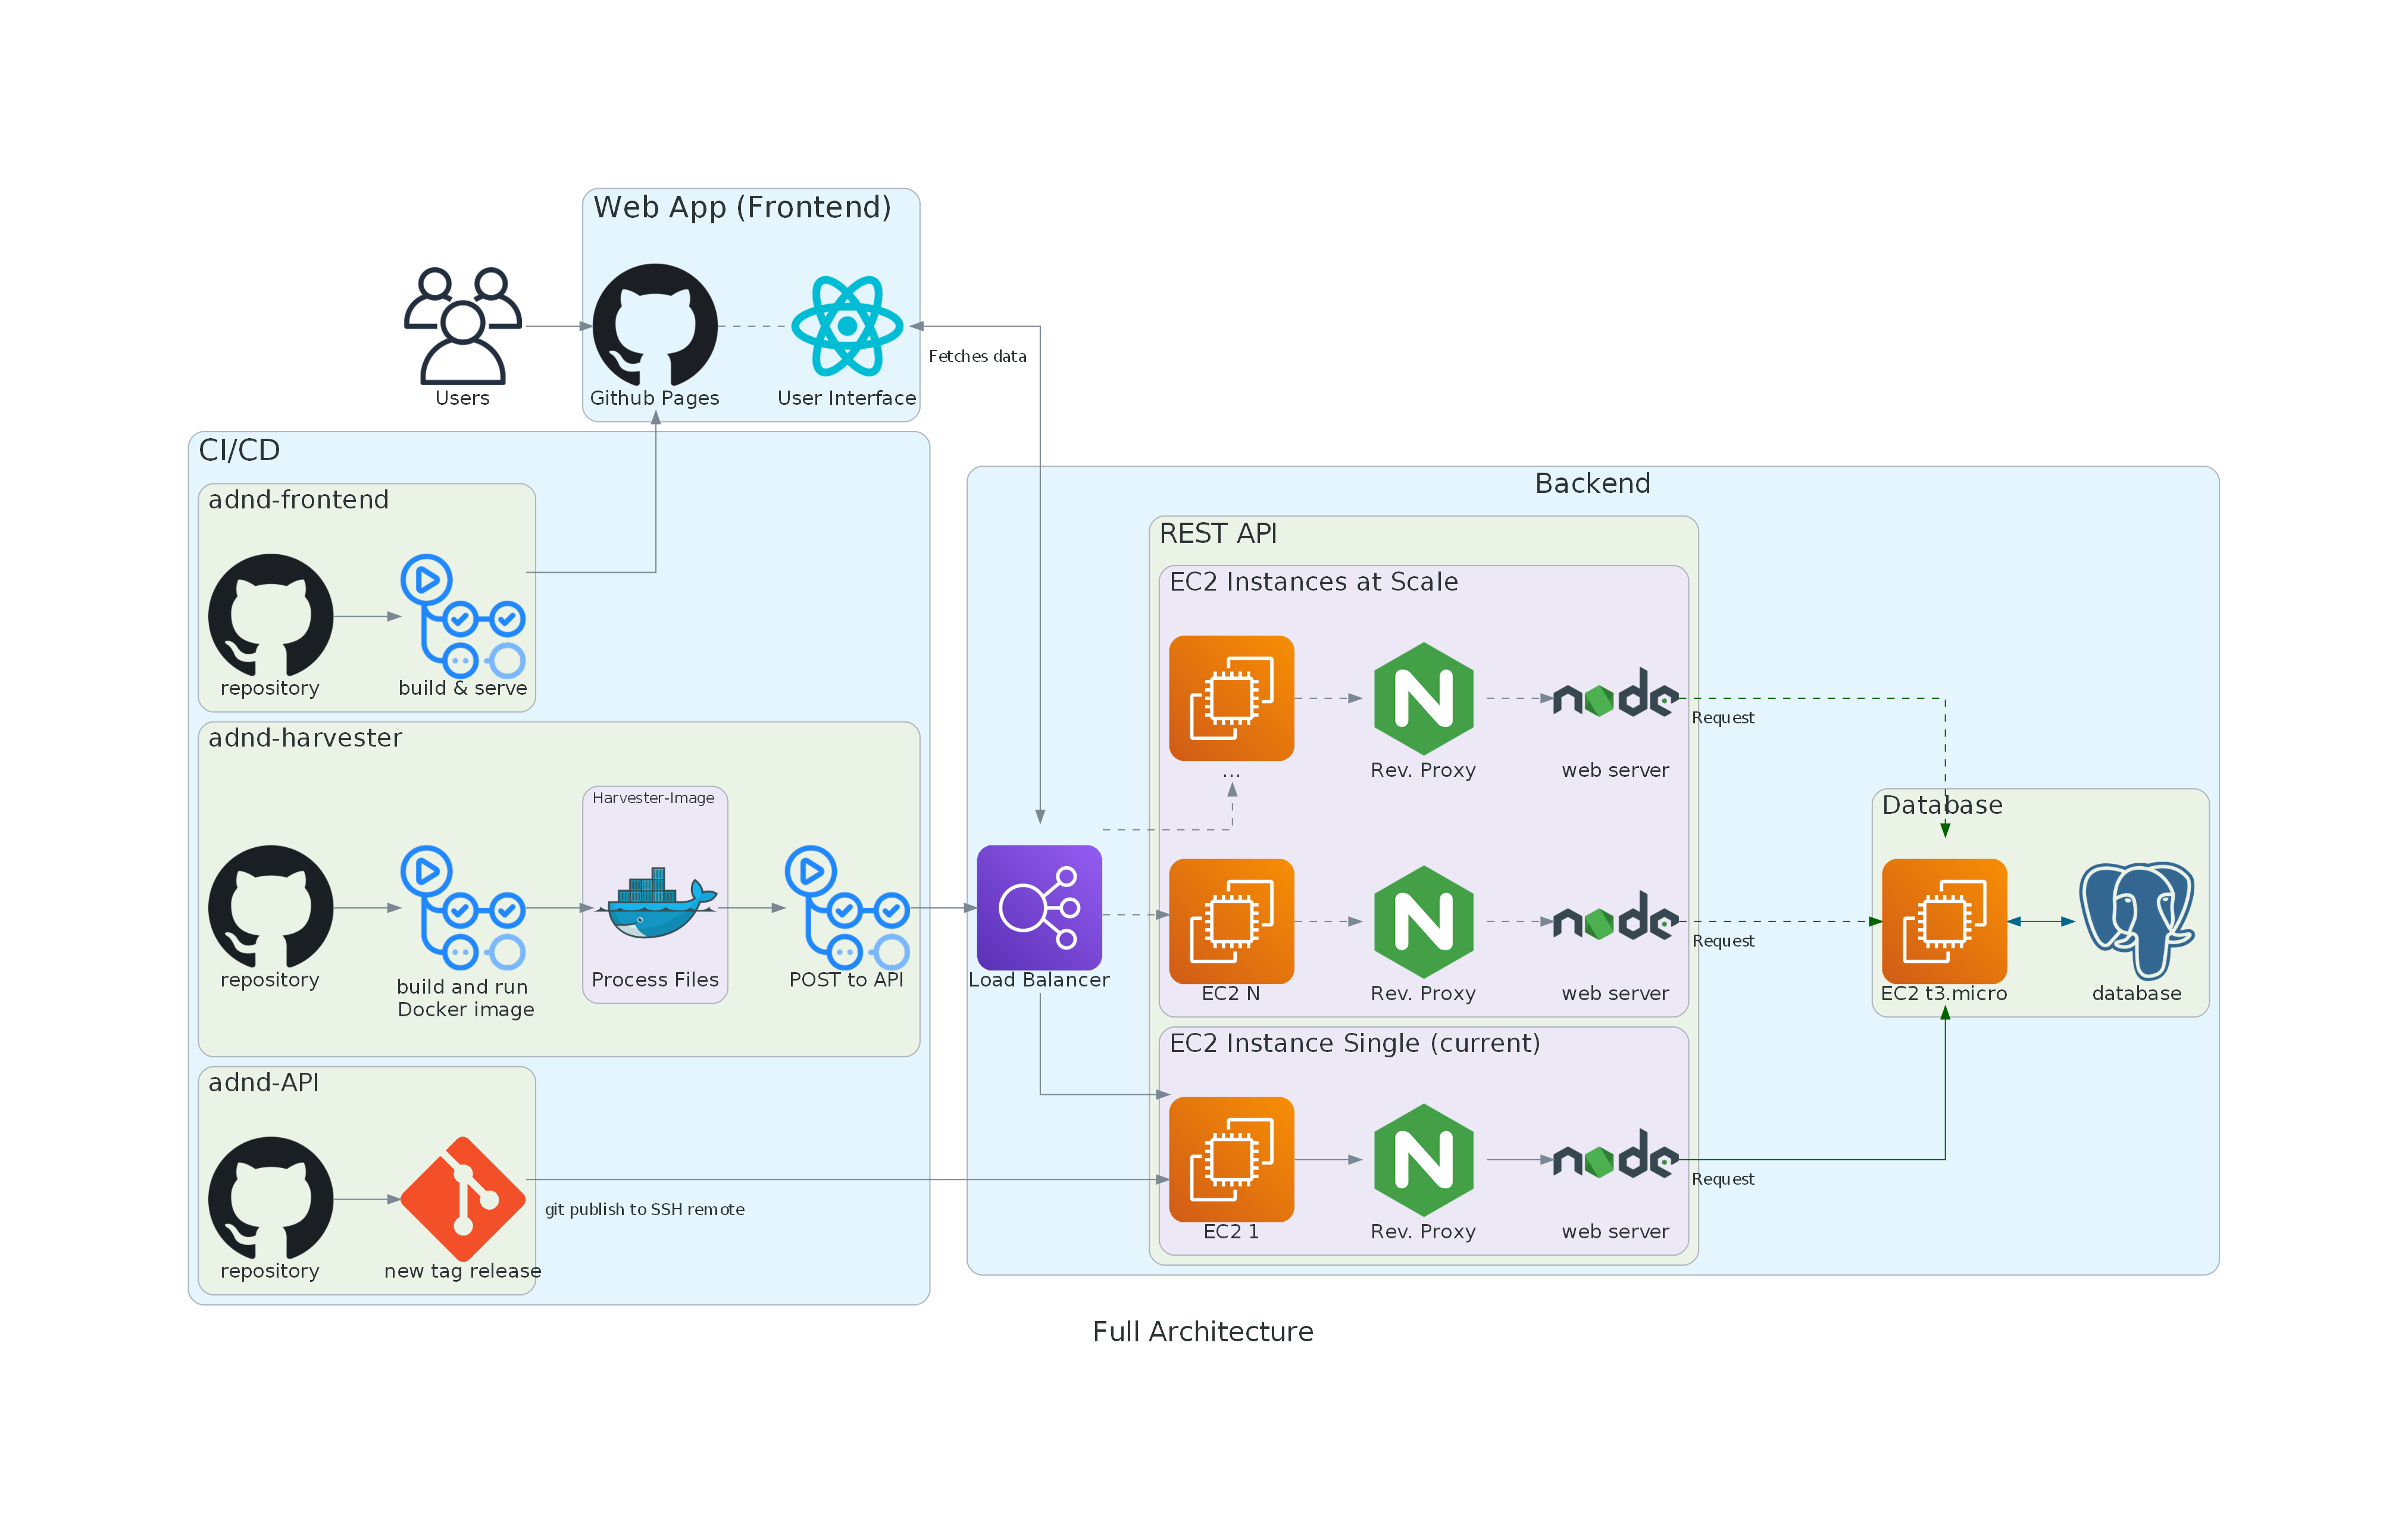 Web App (Frontend)
Users
Github Pages
User Interface
Fetches data
CI/CD
adnd-frontend
repository
build & serve
adnd-harvester
Harvester-Image
repository
build and run
Docker image
Process Files
POST to API
adnd-API
repository
new tag release
git publish to SSH remote
Backend
Load Balancer
REST API
EC2 Instances at Scale
...
Rev. Proxy
node
web server
Request
EC2 N
Rev. Proxy
node
web server
Request
EC2 Instance Single (current)
EC2 1
Rev. Proxy
node
web server
Request
Database
EC2 t3.micro
database
Full Architecture